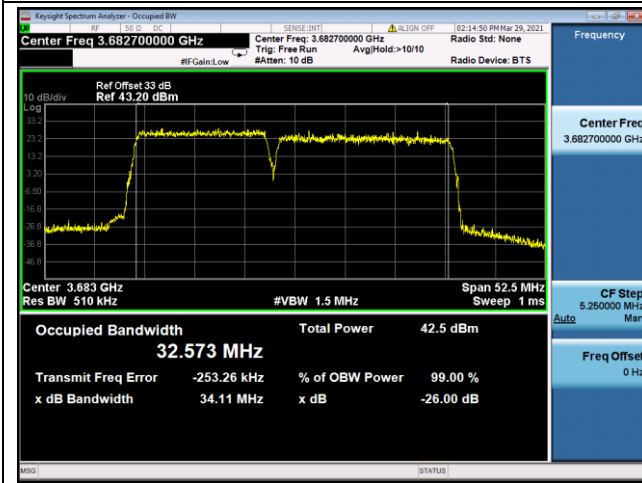 Keysight Spectrum Analyzer - Occupied BW
RF 50 Ω DC SENSE:INT ALIGN OFF 02:14:50 PM Mar 29, 2021
Center Freq 3.682700000 GHz
Center Freq: 3.682700000 GHz Radio Std: None
Trig: Free Run Avg|Hold:>10/10
#IFGain:Low #Atten: 10 dB Radio Device: BTS
Frequency
Ref Offset 33 dB
10 dB/div Ref 43.20 dBm
Log
33.2
23.2
13.2
3.20
-6.80
-16.8
-26.8
-36.8
-46.8
Center Freq
3.682700000 GHz
Center 3.683 GHz Span 52.5 MHz
Res BW 510 kHz #VBW 1.5 MHz Sweep 1 ms
CF Step
5.250000 MHz
Auto Man
Occupied Bandwidth Total Power 42.5 dBm
32.573 MHz
Transmit Freq Error -253.26 kHz % of OBW Power 99.00 %
x dB Bandwidth 34.11 MHz x dB -26.00 dB
Freq Offset
0 Hz
MSG STATUS